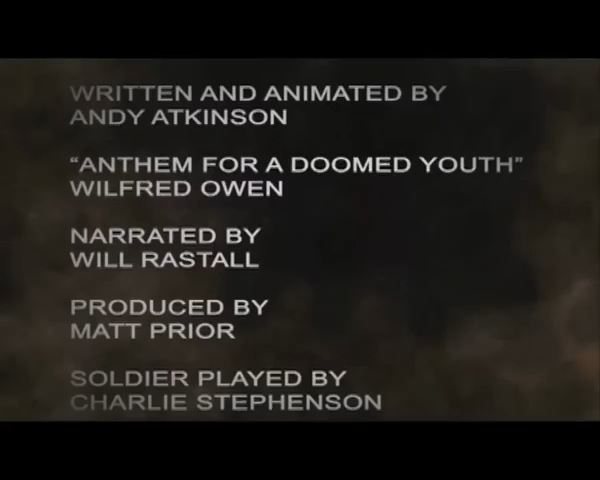 WRITTEN AND ANIMATED BY
ANDY ATKINSON
“ANTHEM FOR A DOOMED YOUTH”
WILFRED OWEN
NARRATED BY
WILL RASTALL
PRODUCED BY
MATT PRIOR
SOLDIER PLAYED BY
CHARLIE STEPHENSON